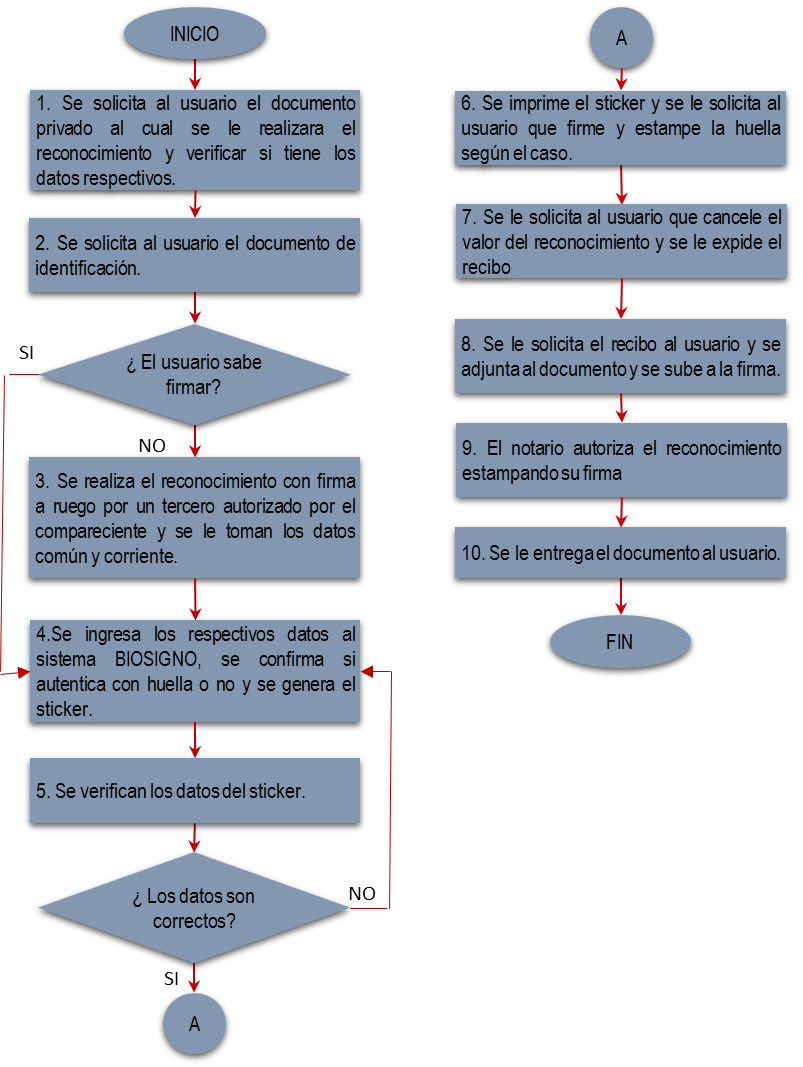 INICIO
1. Se solicita al usuario el documento
privado al cual se le realizara el
reconocimiento y verificar si tiene los
datos respectivos.
2. Se solicita al usuario el documento de
identificación.
SI
¿ El usuario sabe
firmar?
NO
3. Se realiza el reconocimiento con firma
a ruego por un tercero autorizado por el
compareciente y se le toman los datos
común y corriente.
4.Se ingresa los respectivos datos al
sistema BIOSIGNO, se confirma si
autentica con huella o no y se genera el
sticker.
5. Se verifican los datos del sticker.
¿ Los datos son
correctos?
NO
SI
A
A
6. Se imprime el sticker y se le solicita al
usuario que firme y estampe la huella
según el caso.
7. Se le solicita al usuario que cancele el
valor del reconocimiento y se le expide el
recibo
8. Se le solicita el recibo al usuario y se
adjunta al documento y se sube a la firma.
9. El notario autoriza el reconocimiento
estampando su firma
10. Se le entrega el documento al usuario.
FIN